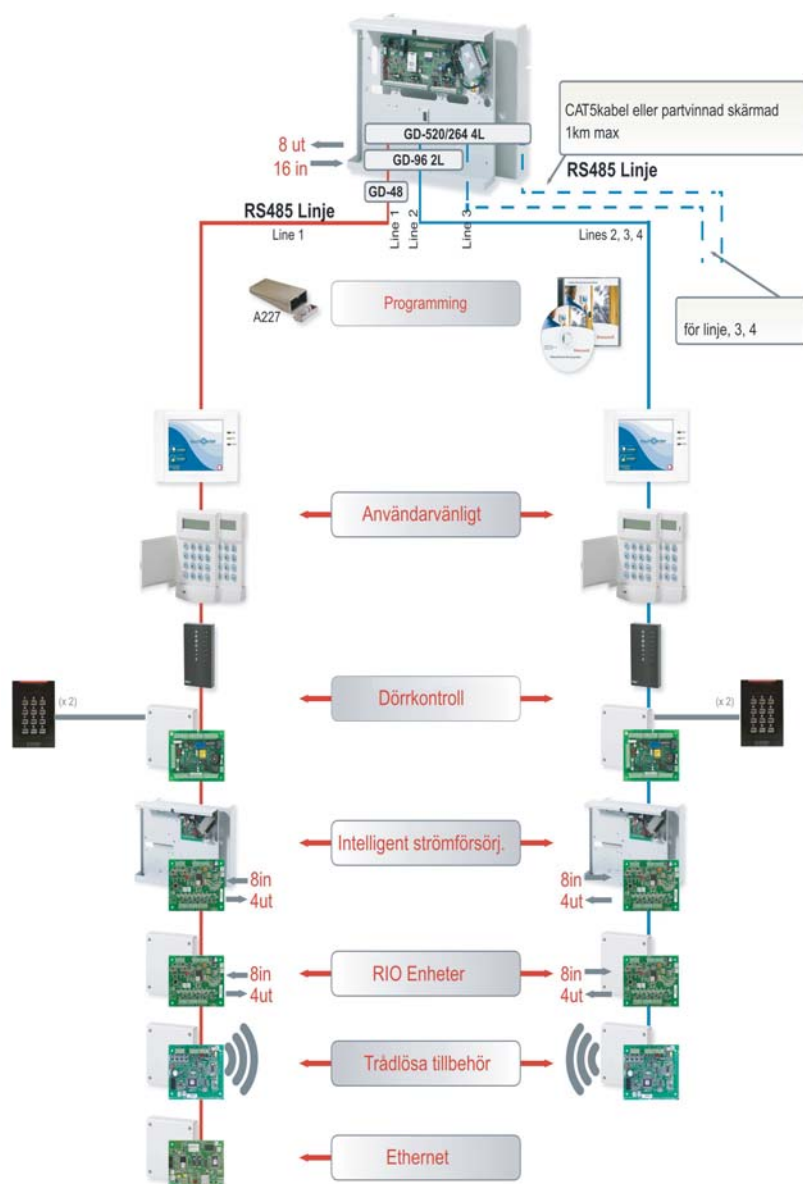 GD-520/264 4L
8 ut
GD-96 2L
16 in
GD-48
CAT5kabel eller partvinnad skärmad
1km max
RS485 Linje
RS485 Linje
Line 1
Line 1
Line 2
Line 3
Lines 2, 3, 4
A227
Programming
för linje, 3, 4
Användarvänligt
(x 2)
Dörrkontroll
(x 2)
Intelligent strömförsörj.
8in
4ut
8in
4ut
8in
4ut
RIO Enheter
8in
4ut
Trådlösa tillbehör
Ethernet